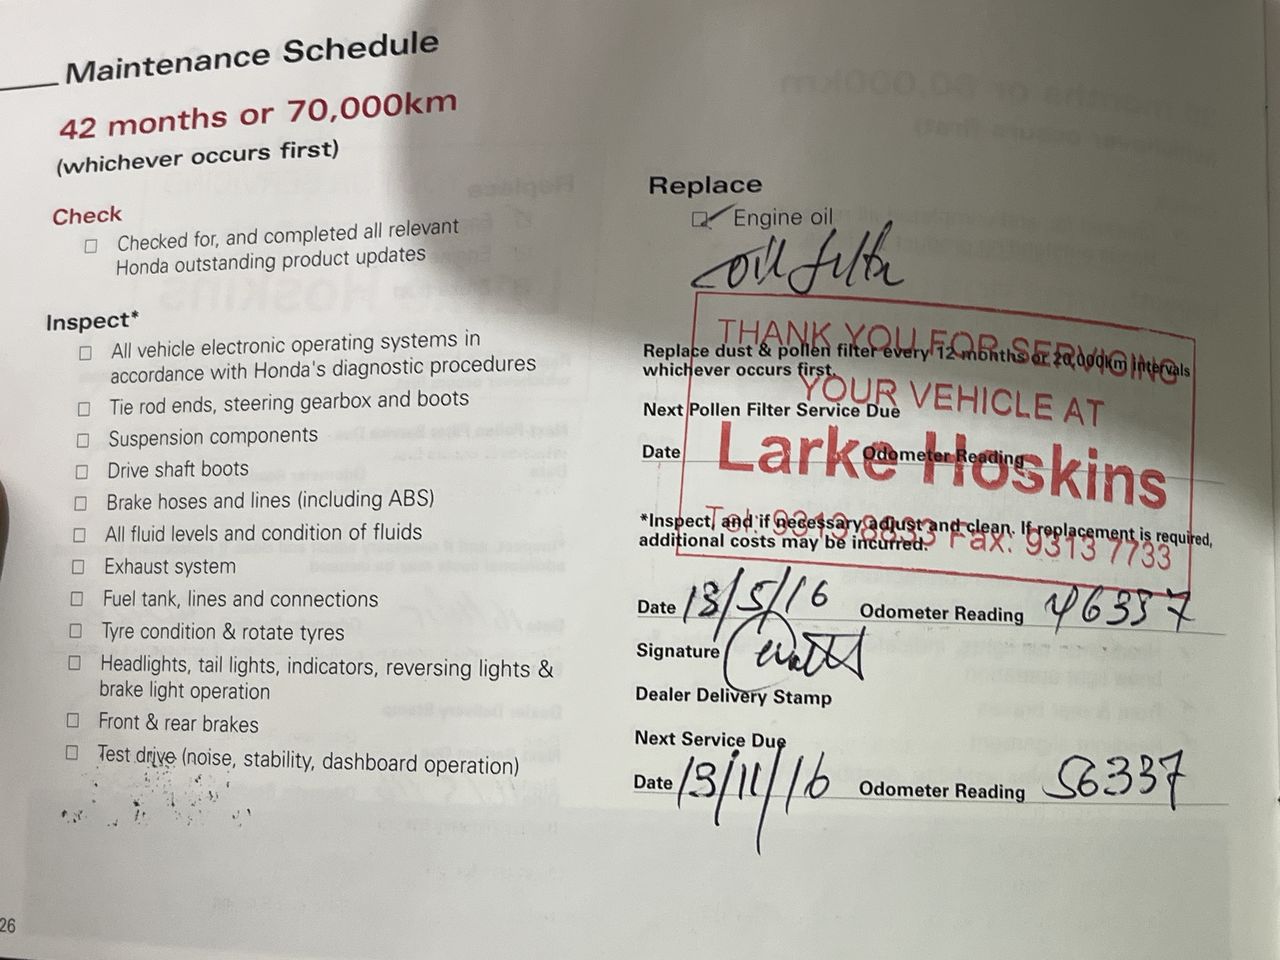 Maintenance Schedule
42 months or 70,000km
(whichever occurs first)
Check
Checked for, and completed all relevant
Honda outstanding product updates
Inspect*
All vehicle electronic operating systems in
accordance with Honda's diagnostic procedures
Tie rod ends, steering gearbox and boots
Suspension components
Drive shaft boots
Brake hoses and lines (including ABS)
All fluid levels and condition of fluids
Exhaust system
Fuel tank, lines and connections
Tyre condition & rotate tyres
Headlights, tail lights, indicators, reversing lights &
brake light operation
Front & rear brakes
Test drive (noise, stability, dashboard operation)
26
Replace
Engine oil
oil filter
THANK YOU FOR SERVICING
YOUR VEHICLE AT
Larke Hoskins
Tel: 9313 8833 Fax: 9313 7733
Replace dust & pollen filter every 12 months or 20,000km intervals
whichever occurs first.
Next Pollen Filter Service Due
Date Odometer Reading
*Inspect, and if necessary adjust and clean. If replacement is required,
additional costs may be incurred.
Date 13/5/16 Odometer Reading 46337
Signature
Dealer Delivery Stamp
Next Service Due
Date 13/11/16 Odometer Reading 56337